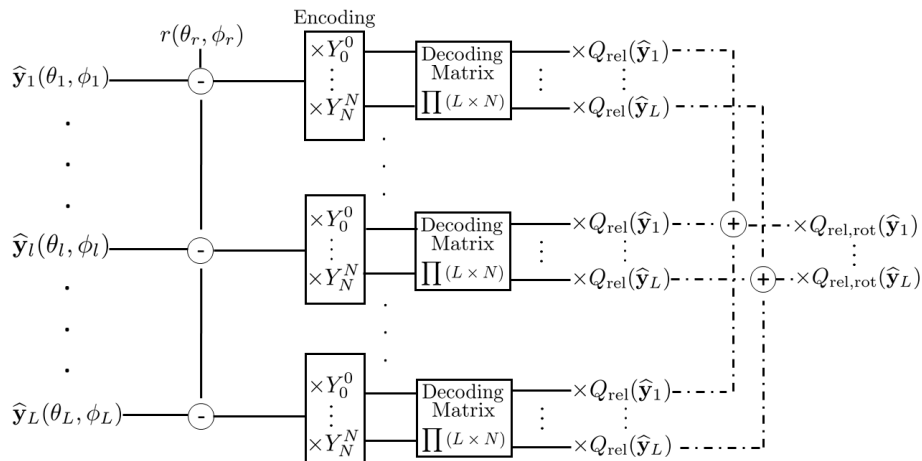 Encoding
r(θ_r, ϕ_r)
ŷ_1(θ_1, ϕ_1)
-
×Y_0^0
⋮
×Y_N^N
Decoding
Matrix
∏ (L × N)
×Q_rel(ŷ_1)
⋮
×Q_rel(ŷ_L)
ŷ_l(θ_l, ϕ_l)
-
×Y_0^0
⋮
×Y_N^N
Decoding
Matrix
∏ (L × N)
×Q_rel(ŷ_1)
⋮
×Q_rel(ŷ_L)
+
×Q_rel,rot(ŷ_1)
⋮
+
×Q_rel,rot(ŷ_L)
ŷ_L(θ_L, ϕ_L)
-
×Y_0^0
⋮
×Y_N^N
Decoding
Matrix
∏ (L × N)
×Q_rel(ŷ_1)
⋮
×Q_rel(ŷ_L)